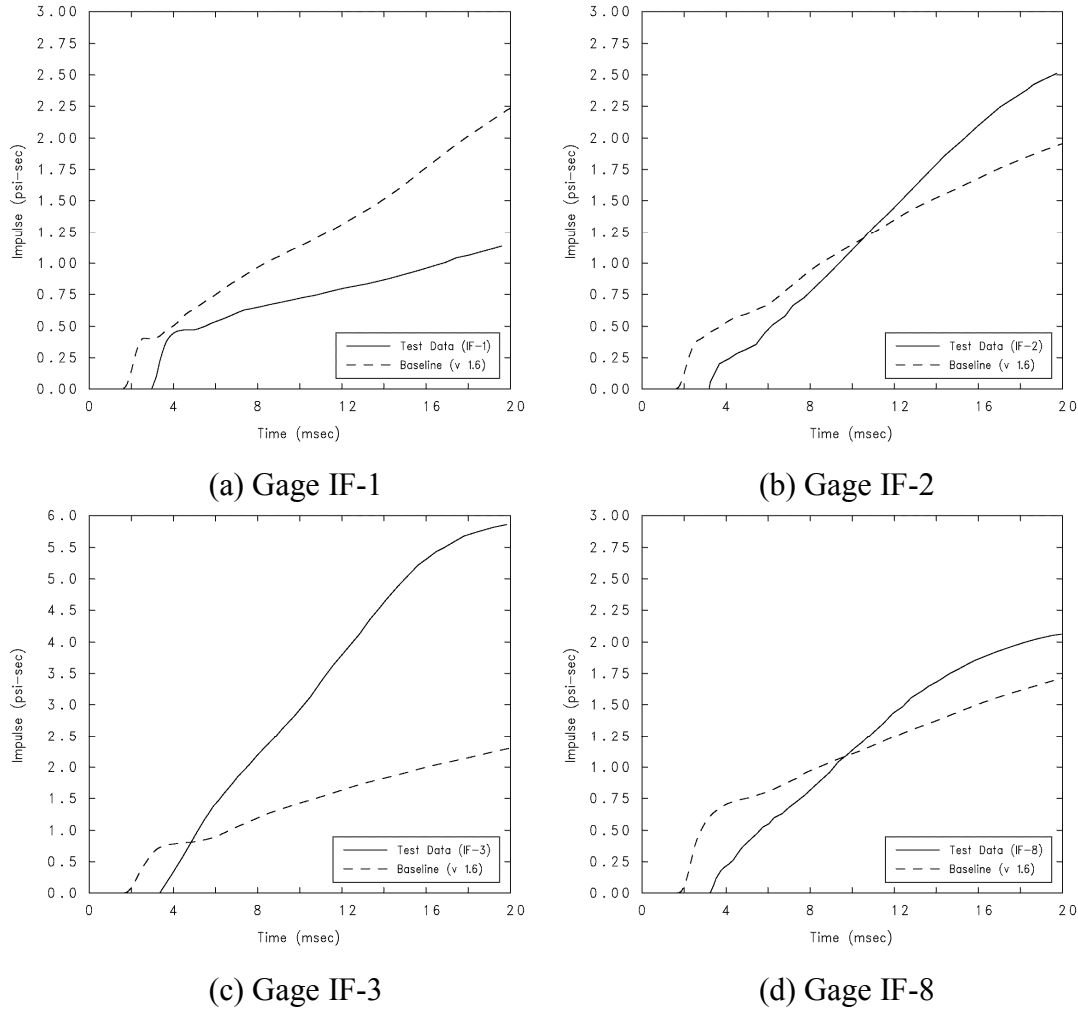 3.00
2.75
2.50
2.25
2.00
1.75
1.50
1.25
1.00
0.75
0.50
0.25
0.00
Impulse (psi-sec)
Test Data (IF-1)
Baseline (v 1.6)
0 4 8 12 16 20
Time (msec)
(a) Gage IF-1
3.00
2.75
2.50
2.25
2.00
1.75
1.50
1.25
1.00
0.75
0.50
0.25
0.00
Impulse (psi-sec)
Test Data (IF-2)
Baseline (v 1.6)
0 4 8 12 16 20
Time (msec)
(b) Gage IF-2
6.0
5.5
5.0
4.5
4.0
3.5
3.0
2.5
2.0
1.5
1.0
0.5
0.0
Impulse (psi-sec)
Test Data (IF-3)
Baseline (v 1.6)
0 4 8 12 16 20
Time (msec)
(c) Gage IF-3
3.00
2.75
2.50
2.25
2.00
1.75
1.50
1.25
1.00
0.75
0.50
0.25
0.00
Impulse (psi-sec)
Test Data (IF-8)
Baseline (v 1.6)
0 4 8 12 16 20
Time (msec)
(d) Gage IF-8